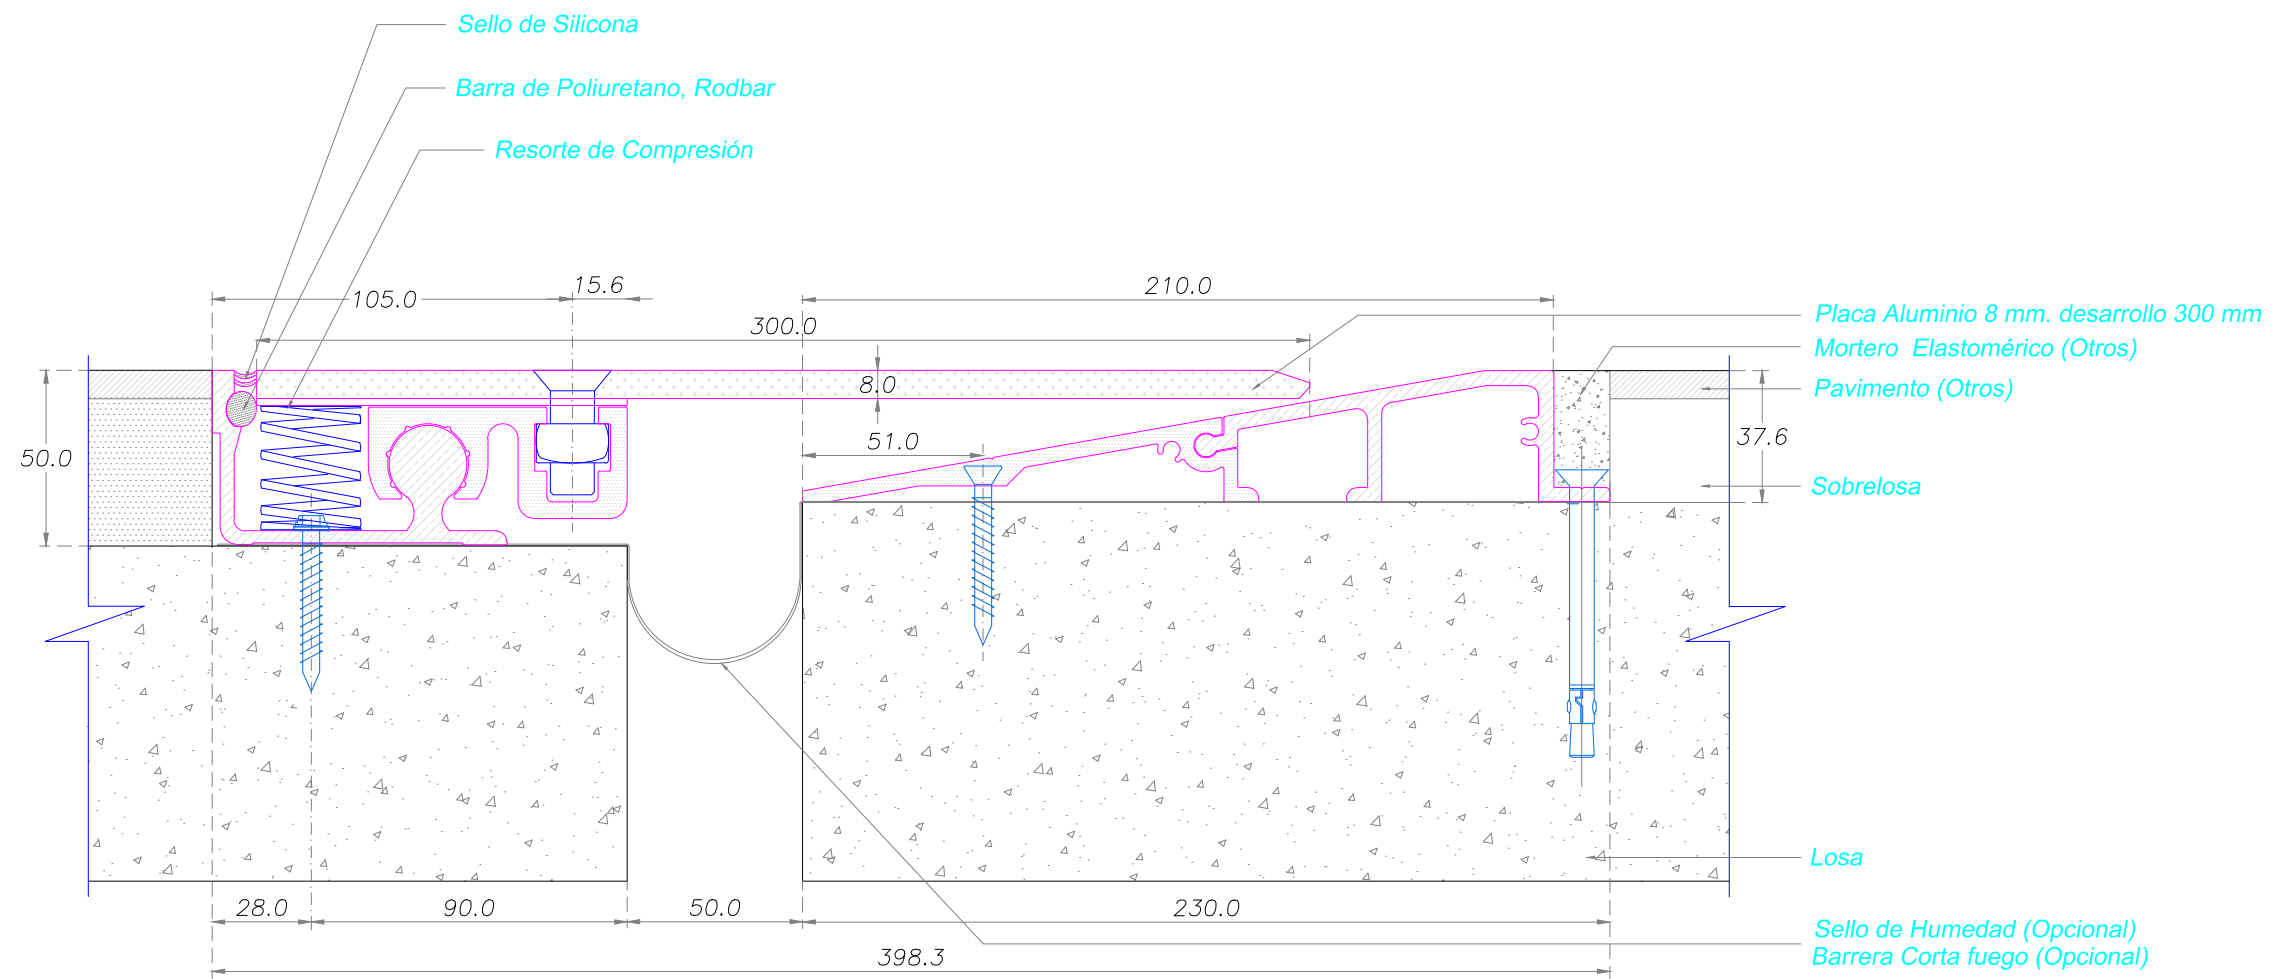 Sello de Silicona
Barra de Poliuretano, Rodbar
Resorte de Compresión
105.0
15.6
210.0
300.0
Placa Aluminio 8 mm. desarrollo 300 mm
Mortero Elastomérico (Otros)
8.0
Pavimento (Otros)
50.0
51.0
37.6
Sobrelosa
Losa
28.0
90.0
50.0
230.0
Sello de Humedad (Opcional)
Barrera Corta fuego (Opcional)
398.3